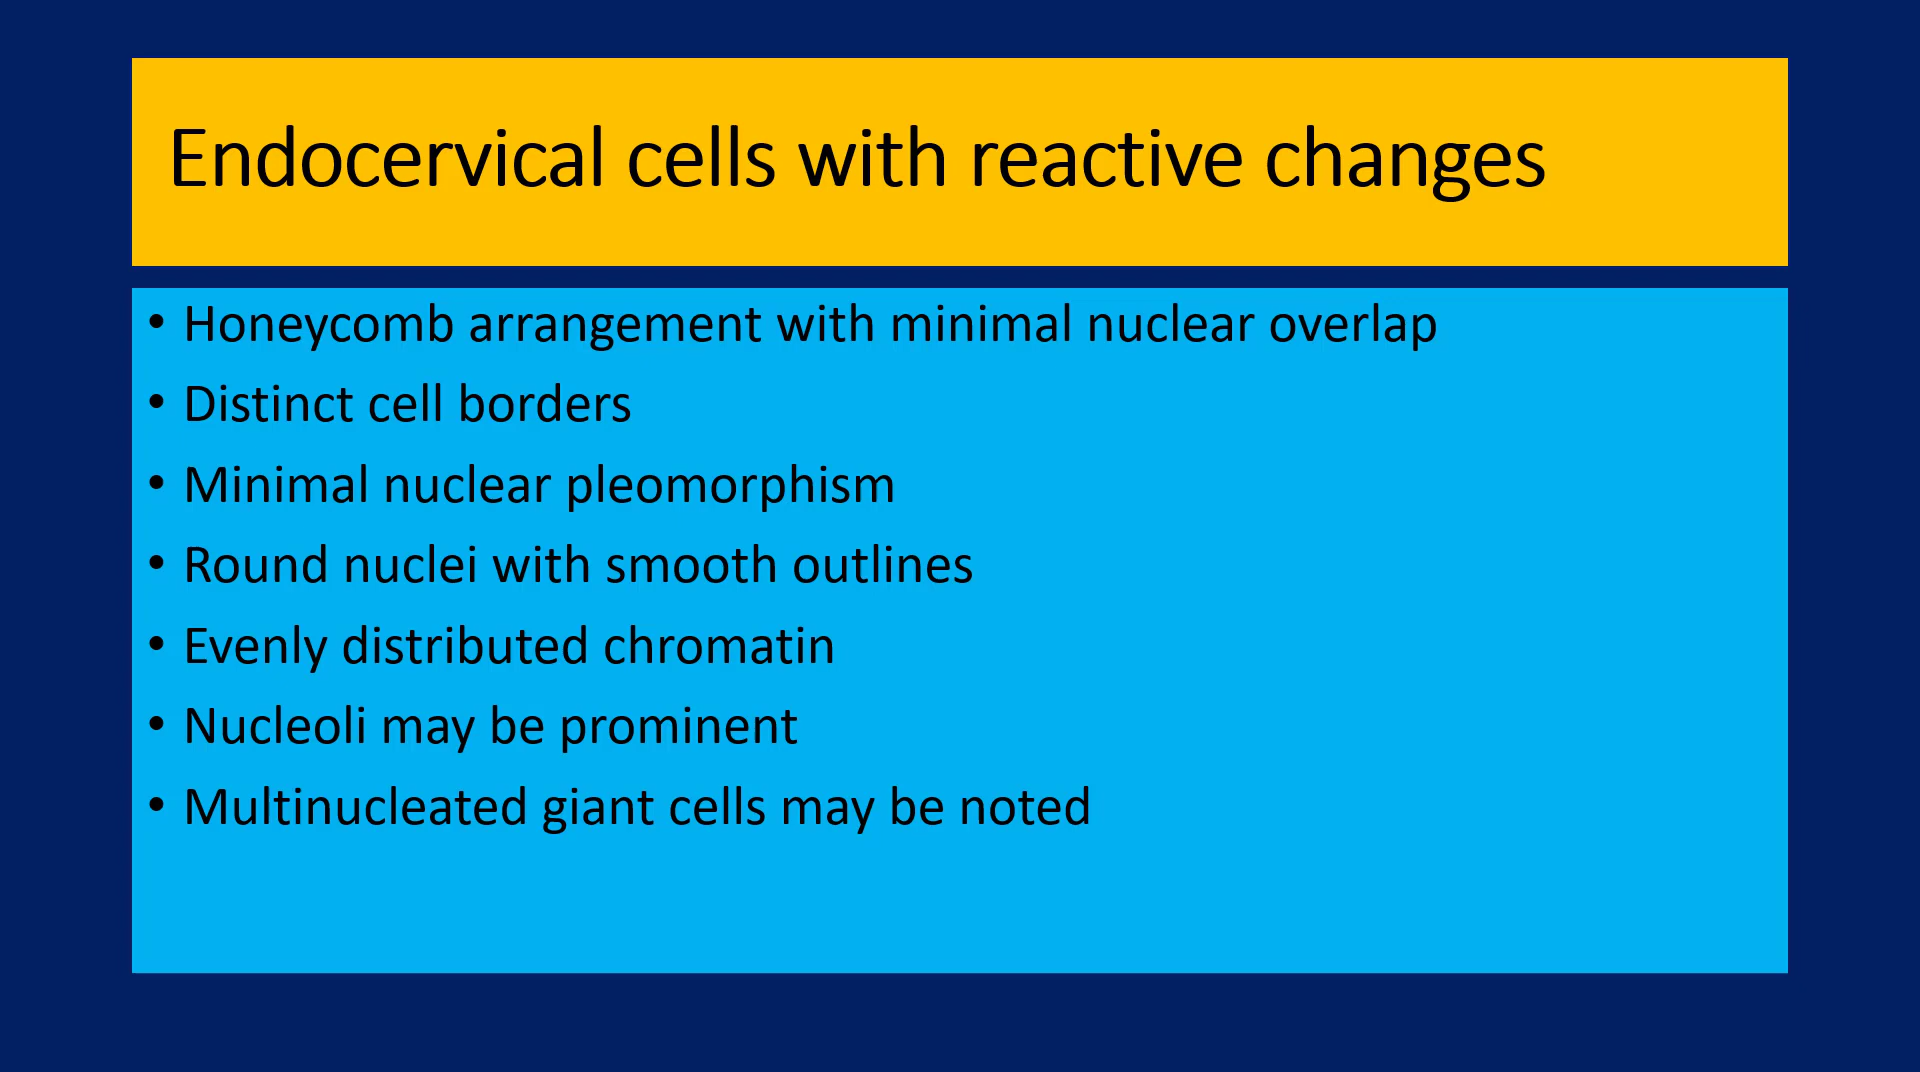 Endocervical cells with reactive changes
• Honeycomb arrangement with minimal nuclear overlap
• Distinct cell borders
• Minimal nuclear pleomorphism
• Round nuclei with smooth outlines
• Evenly distributed chromatin
• Nucleoli may be prominent
• Multinucleated giant cells may be noted